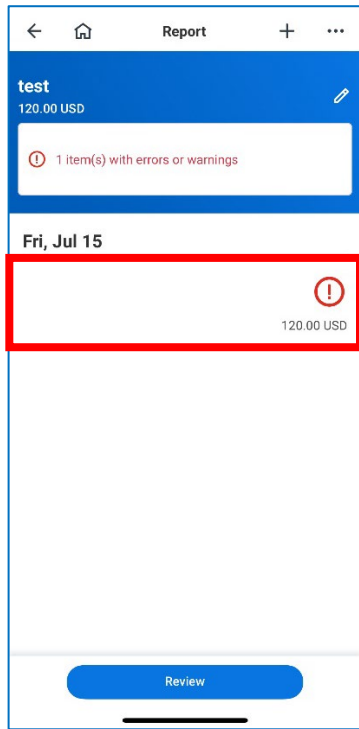 Report
test
120.00 USD
1 item(s) with errors or warnings
Fri, Jul 15
120.00 USD
Review